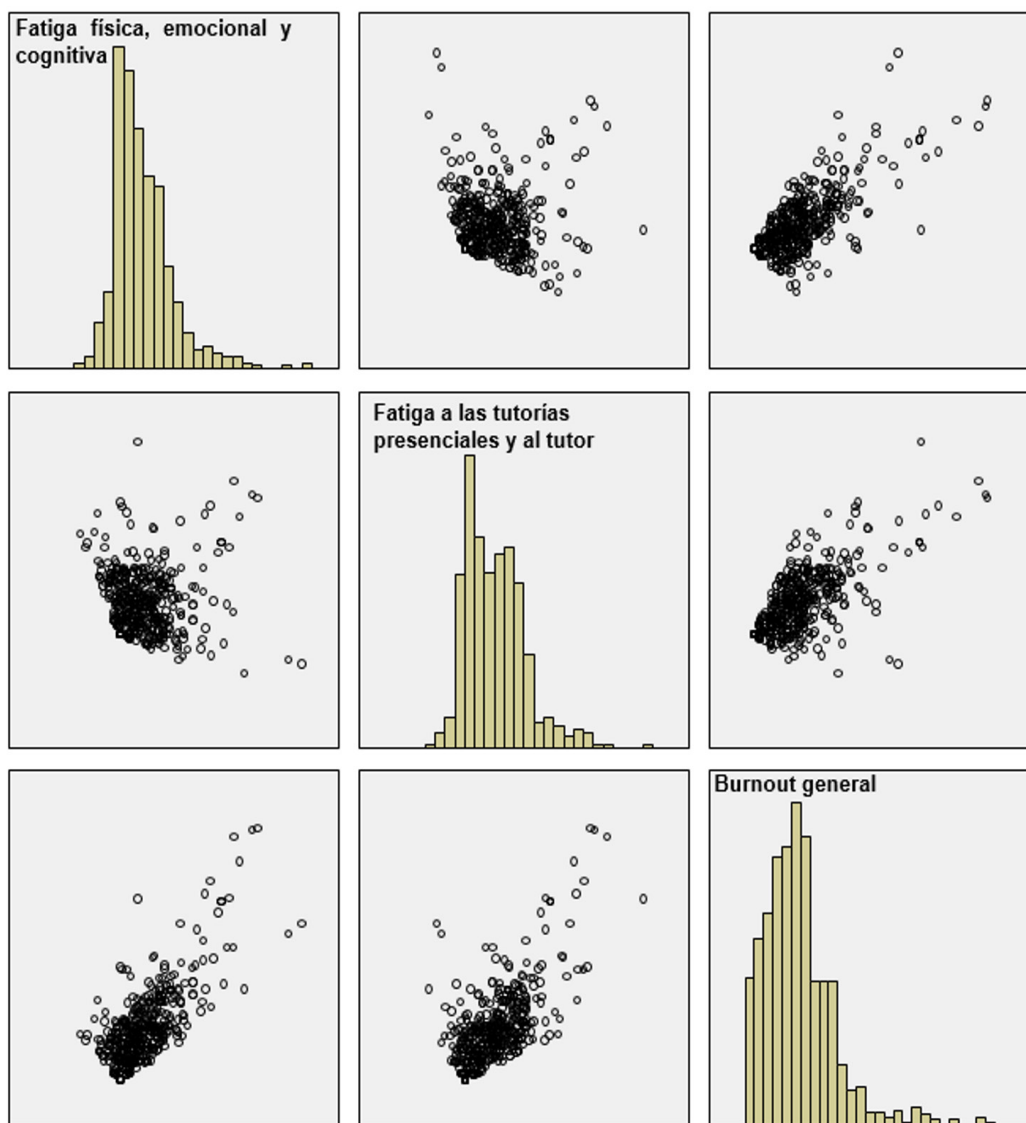 Fatiga física, emocional y
cognitiva
Fatiga a las tutorías
presenciales y al tutor
Burnout general